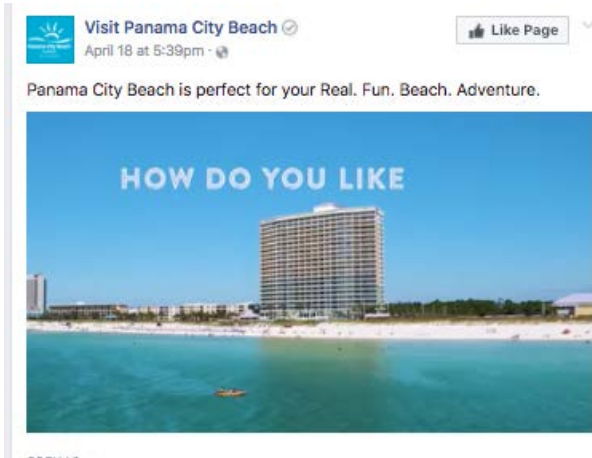 Visit Panama City Beach
Like Page
April 18 at 5:39pm ·
Panama City Beach is perfect for your Real. Fun. Beach. Adventure.
HOW DO YOU LIKE